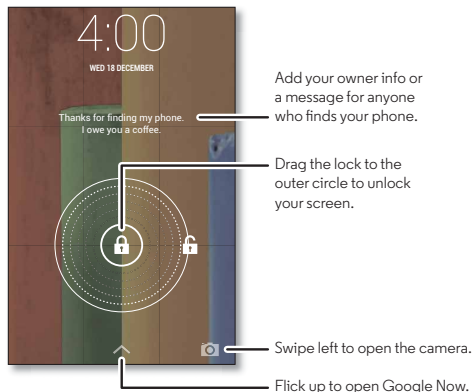 4:00
WED 18 DECEMBER
Thanks for finding my phone.
I owe you a coffee.
Add your owner info or
a message for anyone
who finds your phone.
Drag the lock to the
outer circle to unlock
your screen.
Swipe left to open the camera.
Flick up to open Google Now.